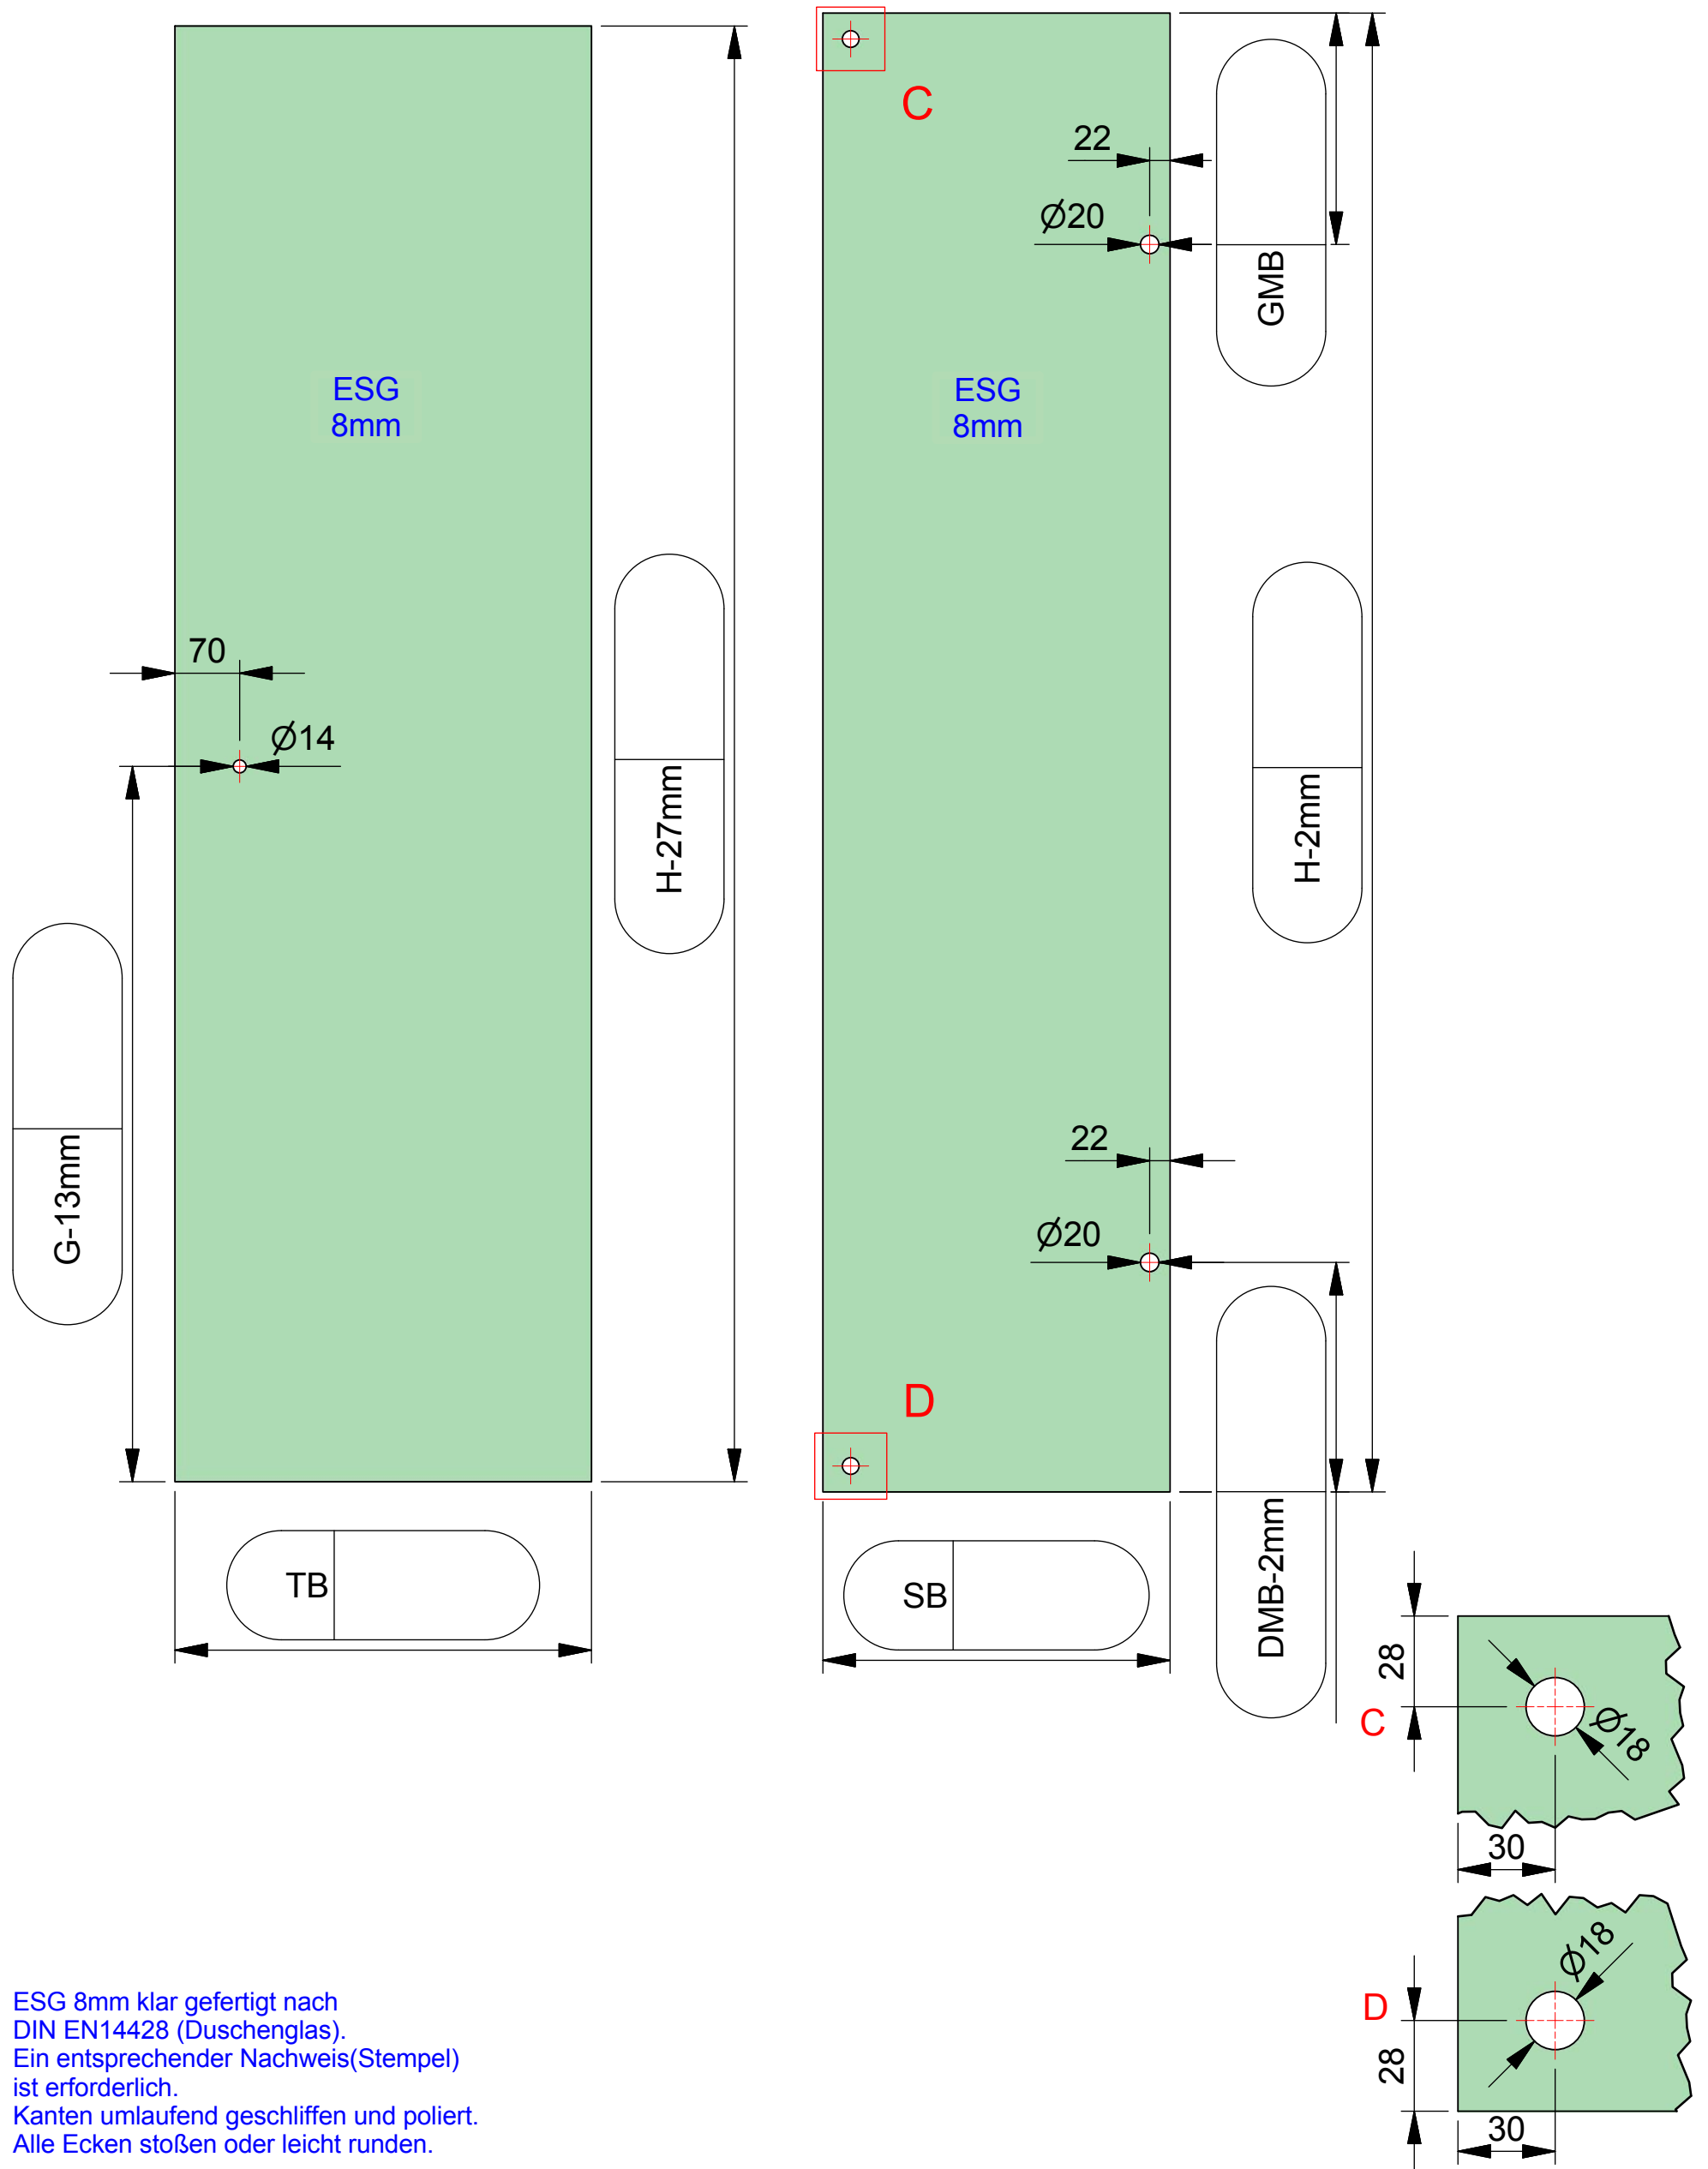 C
22
Ø20
GMB
ESG
8mm
ESG
8mm
70
Ø14
H-27mm
H-2mm
G-13mm
22
Ø20
D
TB
SB
DMB-2mm
28
C
Ø18
30
Ø18
D
28
30
ESG 8mm klar gefertigt nach
DIN EN14428 (Duschenglas).
Ein entsprechender Nachweis(Stempel)
ist erforderlich.
Kanten umlaufend geschliffen und poliert.
Alle Ecken stoßen oder leicht runden.